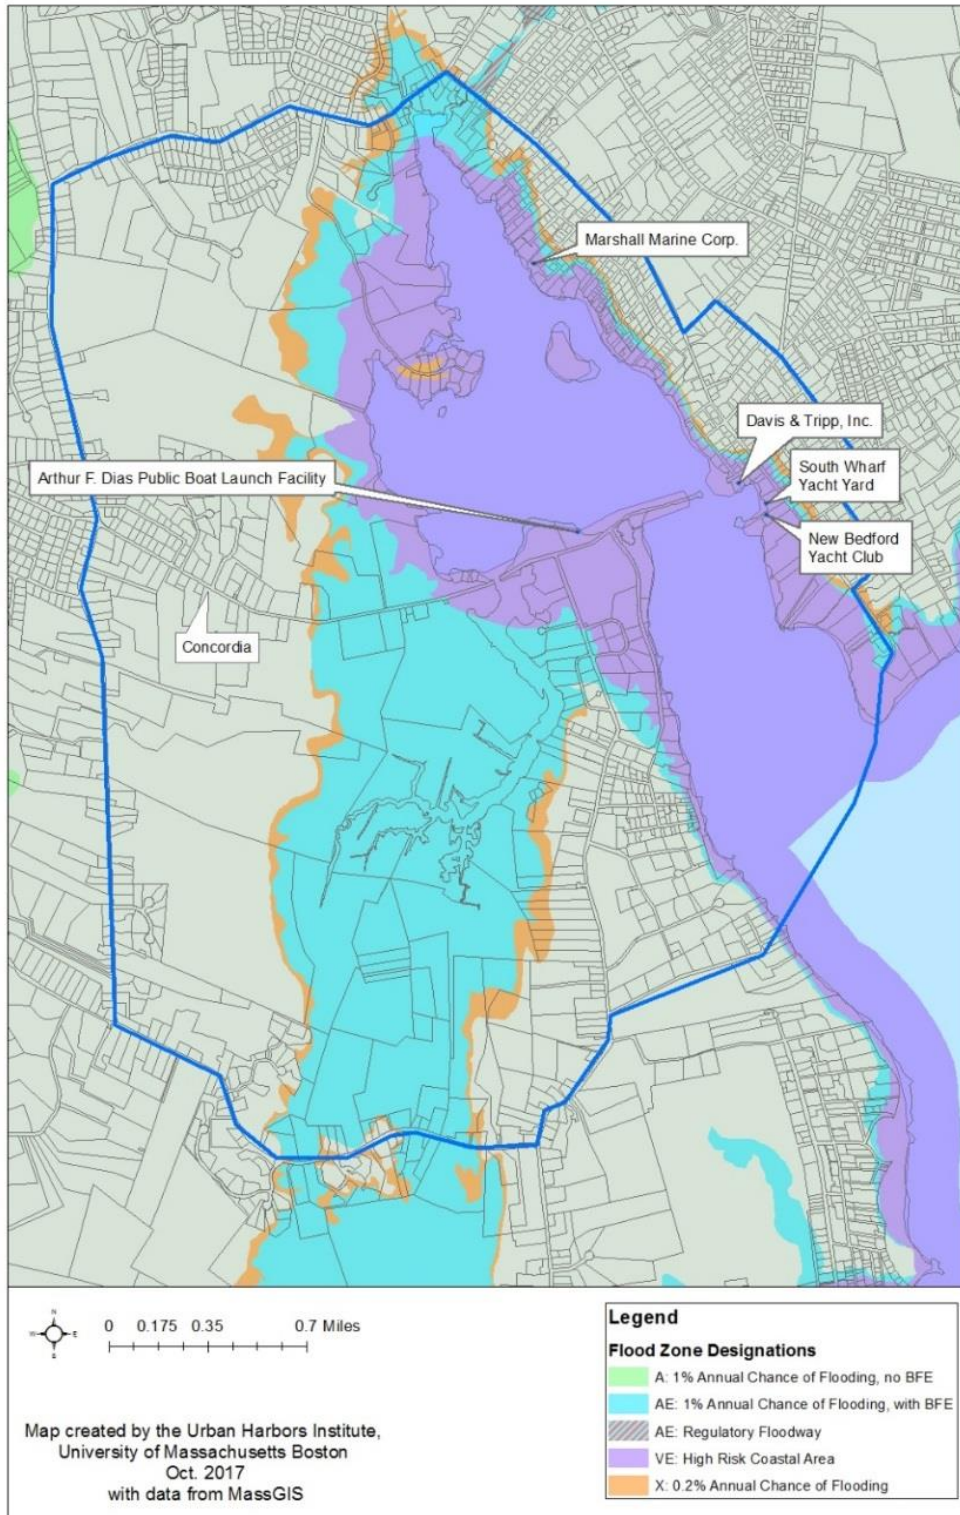 Marshall Marine Corp.
Davis & Tripp, Inc.
Arthur F. Dias Public Boat Launch Facility
South Wharf
Yacht Yard
New Bedford
Yacht Club
Concordia
N
W E
S
0 0.175 0.35 0.7 Miles
Map created by the Urban Harbors Institute,
University of Massachusetts Boston
Oct. 2017
with data from MassGIS
Legend
Flood Zone Designations
A: 1% Annual Chance of Flooding, no BFE
AE: 1% Annual Chance of Flooding, with BFE
AE: Regulatory Floodway
VE: High Risk Coastal Area
X: 0.2% Annual Chance of Flooding